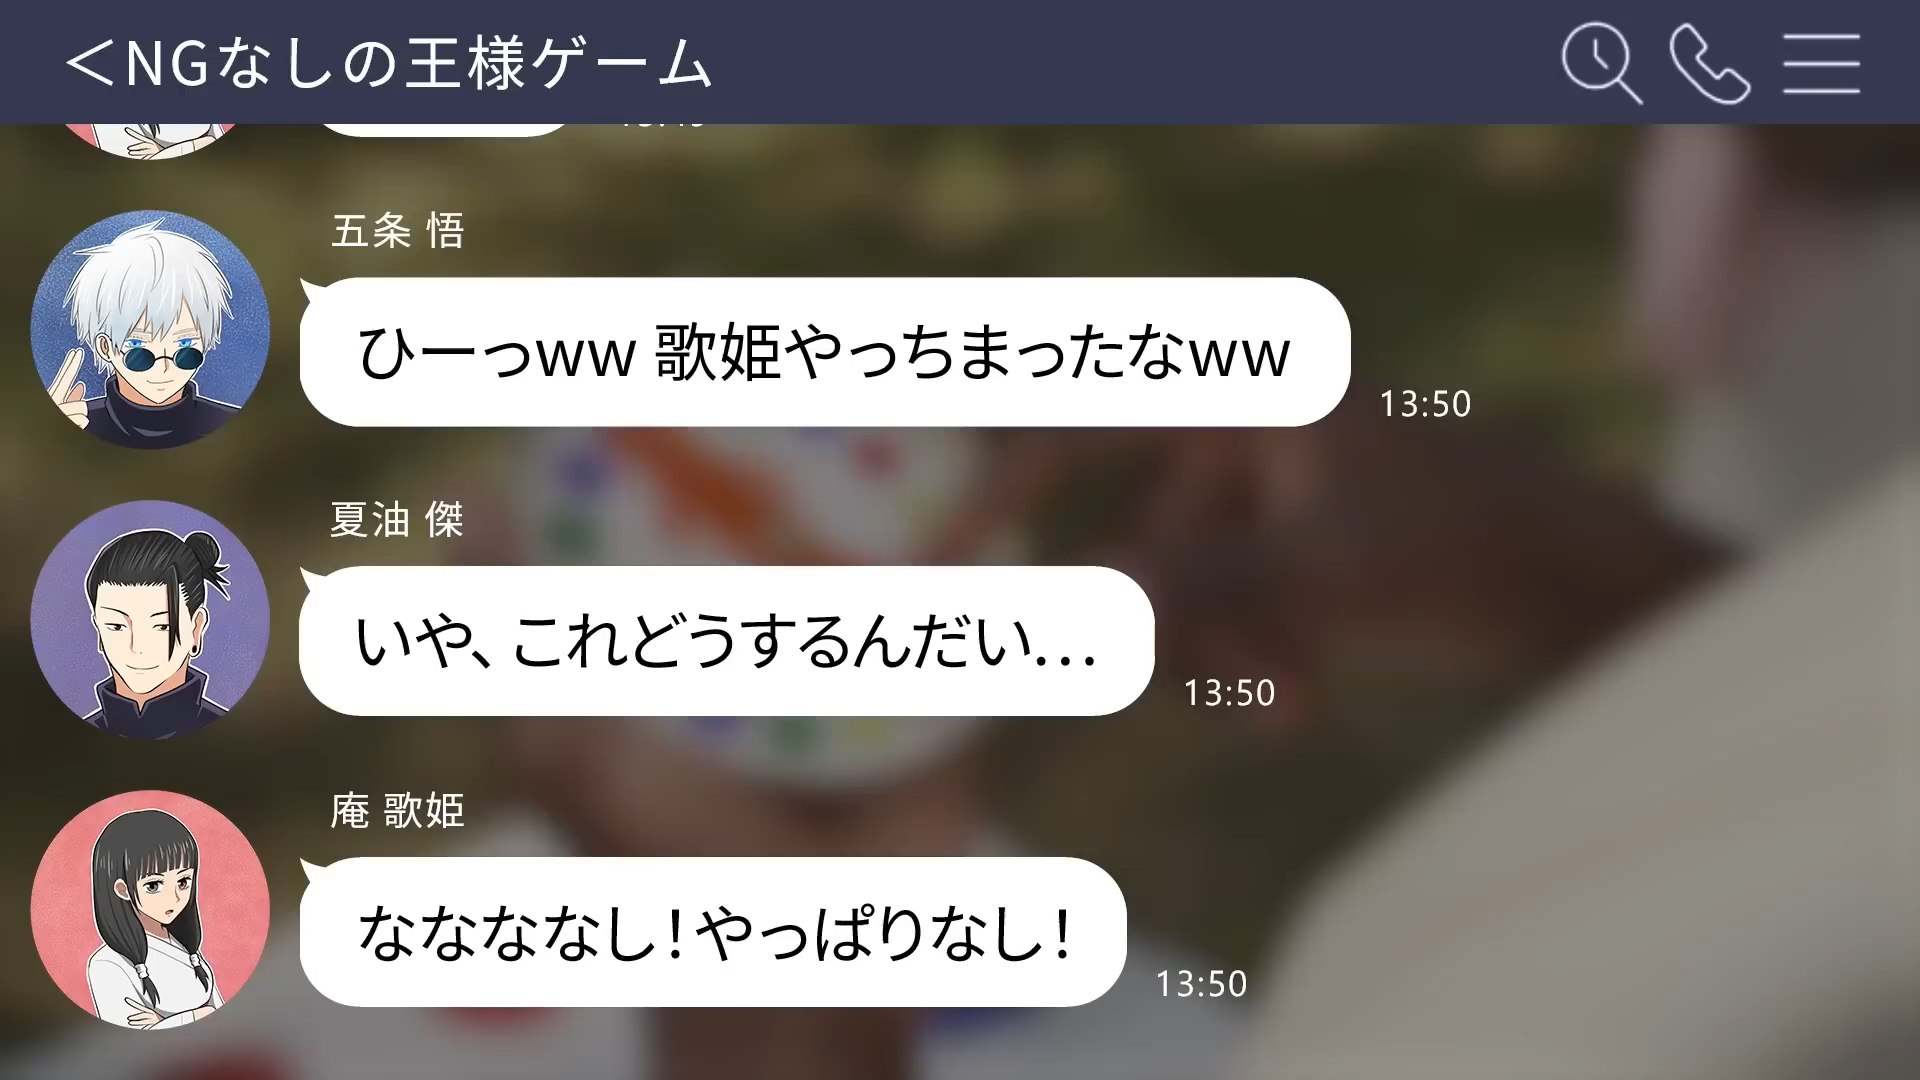 <NGなしの王様ゲーム
五条 悟
ひーっww 歌姫やっちまったなww
13:50
夏油 傑
いや、これどうするんだい…
13:50
庵 歌姫
ななななし！やっぱりなし！
13:50